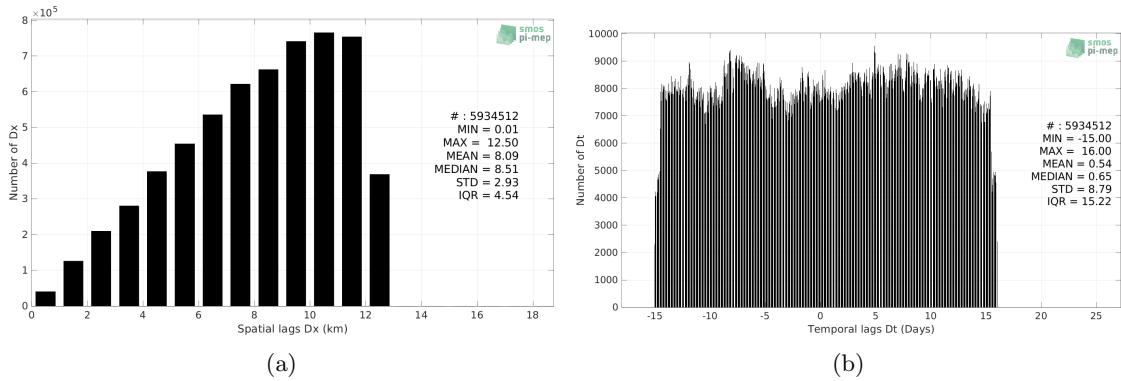 ×10⁵
8
7
6
5
4
3
2
1
0
Number of Dx
0 2 4 6 8 10 12 14 16 18
Spatial lags Dx (km)
smos
pi-mep
# : 5934512
MIN = 0.01
MAX = 12.50
MEAN = 8.09
MEDIAN = 8.51
STD = 2.93
IQR = 4.54
(a)
10000
9000
8000
7000
6000
5000
4000
3000
2000
1000
0
Number of Dt
-15 -10 -5 0 5 10 15 20 25
Temporal lags Dt (Days)
smos
pi-mep
# : 5934512
MIN = -15.00
MAX = 16.00
MEAN = 0.54
MEDIAN = 0.65
STD = 8.79
IQR = 15.22
(b)